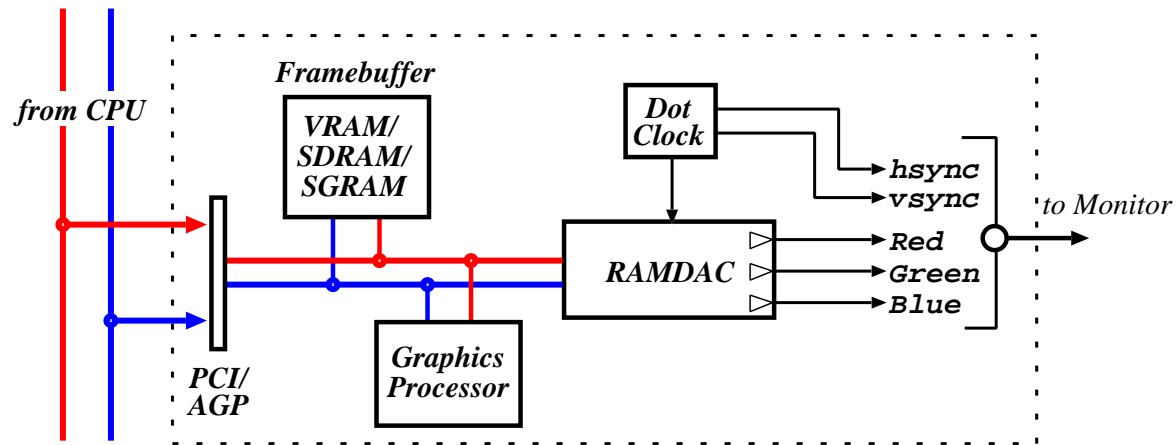 from CPU
Framebuffer
VRAM/
SDRAM/
SGRAM
PCI/
AGP
Graphics
Processor
Dot
Clock
RAMDAC
hsync
vsync
Red
Green
Blue
to Monitor